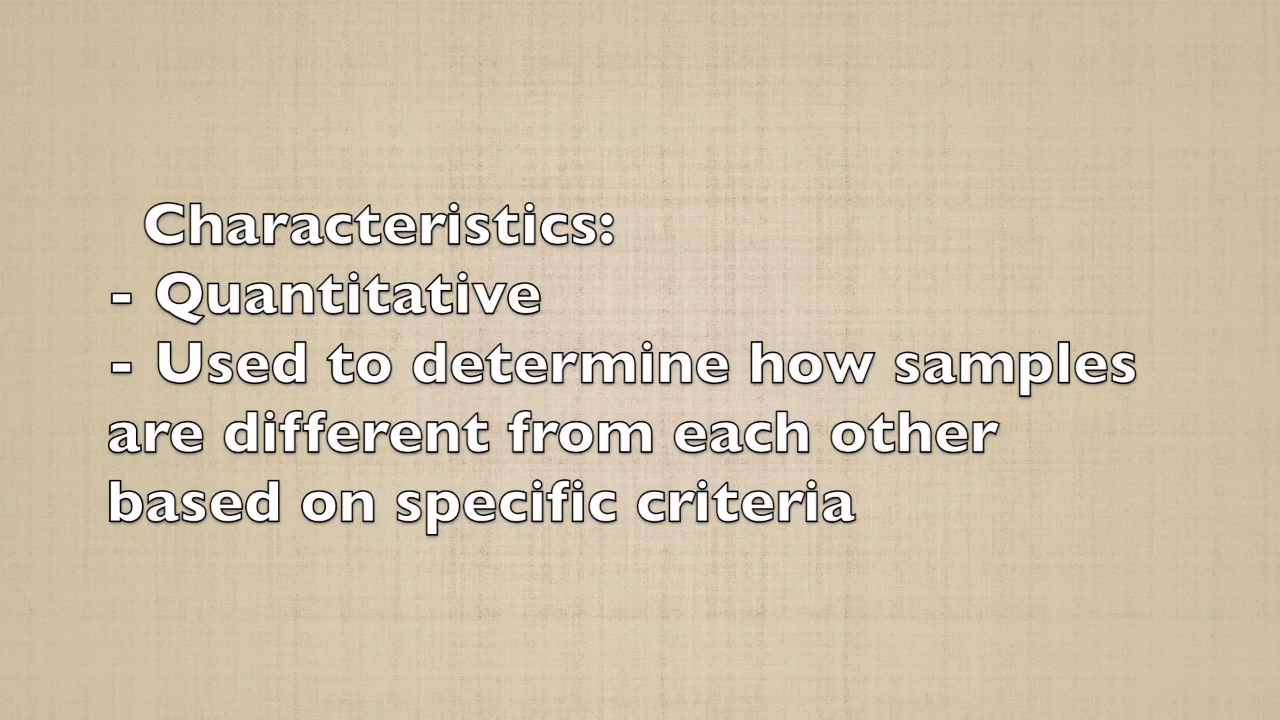 Characteristics:
- Quantitative
- Used to determine how samples
are different from each other
based on specific criteria